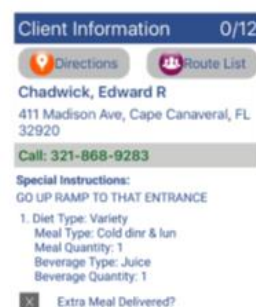 Client Information 0/12
Directions Route List
Chadwick, Edward R
411 Madison Ave, Cape Canaveral, FL
32920
Call: 321-868-9283
Special Instructions:
GO UP RAMP TO THAT ENTRANCE
1. Diet Type: Variety
Meal Type: Cold dinr & lun
Meal Quantity: 1
Beverage Type: Juice
Beverage Quantity: 1
Extra Meal Delivered?